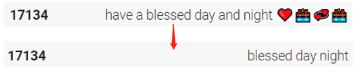 17134 have a blessed day and night ❤️🎁💋🎁
17134 blessed day night